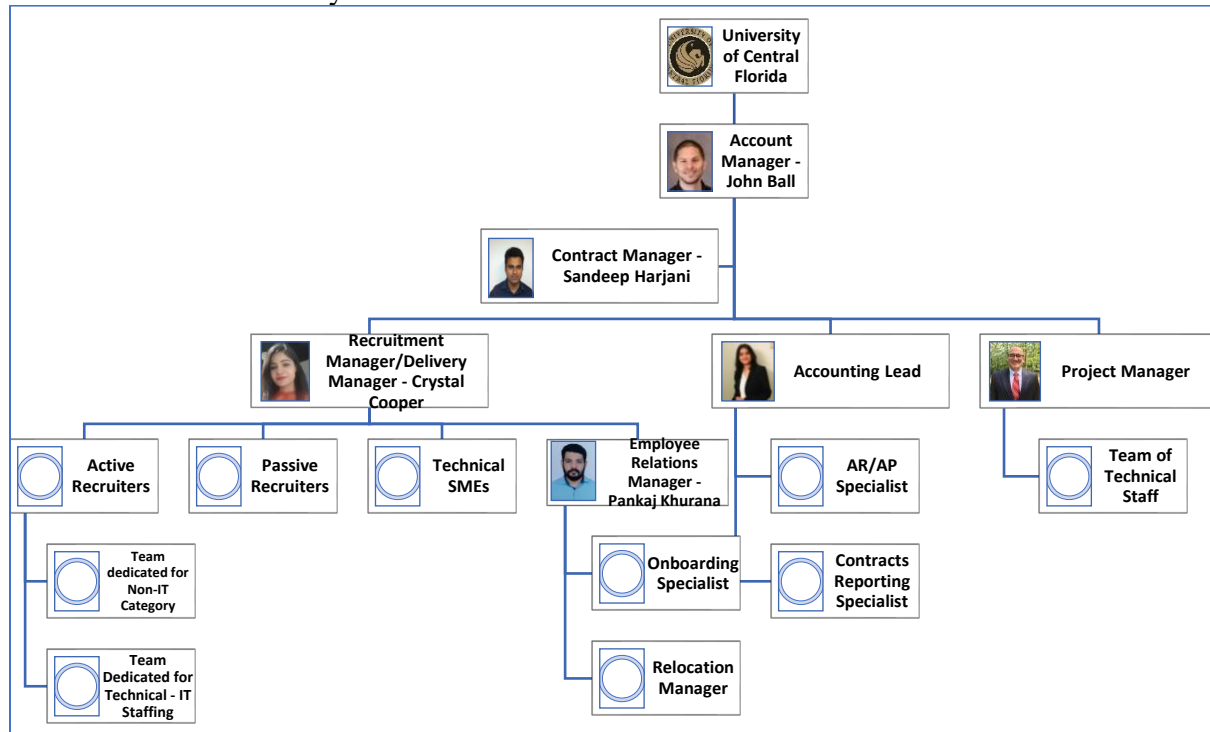 y
University
of Central
Florida
Account
Manager -
John Ball
Contract Manager -
Sandeep Harjani
Recruitment
Manager/Delivery
Manager - Crystal
Cooper
Accounting Lead
Project Manager
Active
Recruiters
Passive
Recruiters
Technical
SMEs
Employee
Relations
Manager -
Pankaj Khurana
AR/AP
Specialist
Team of
Technical
Staff
Team
dedicated for
Non-IT
Category
Onboarding
Specialist
Contracts
Reporting
Specialist
Team
Dedicated for
Technical - IT
Staffing
Relocation
Manager